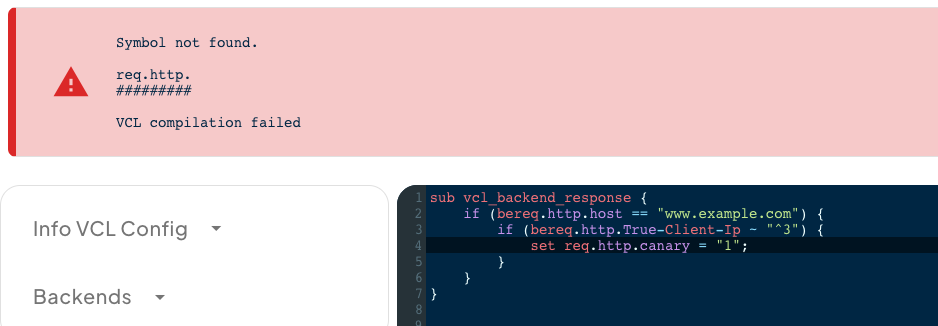 Symbol not found.
req.http.
#########
VCL compilation failed
Info VCL Config
Backends
1 sub vcl_backend_response {
2 if (bereq.http.host == "www.example.com") {
3 if (bereq.http.True-Client-Ip ~ "^3") {
4 set req.http.canary = "1";
5 }
6 }
7 }
8
9